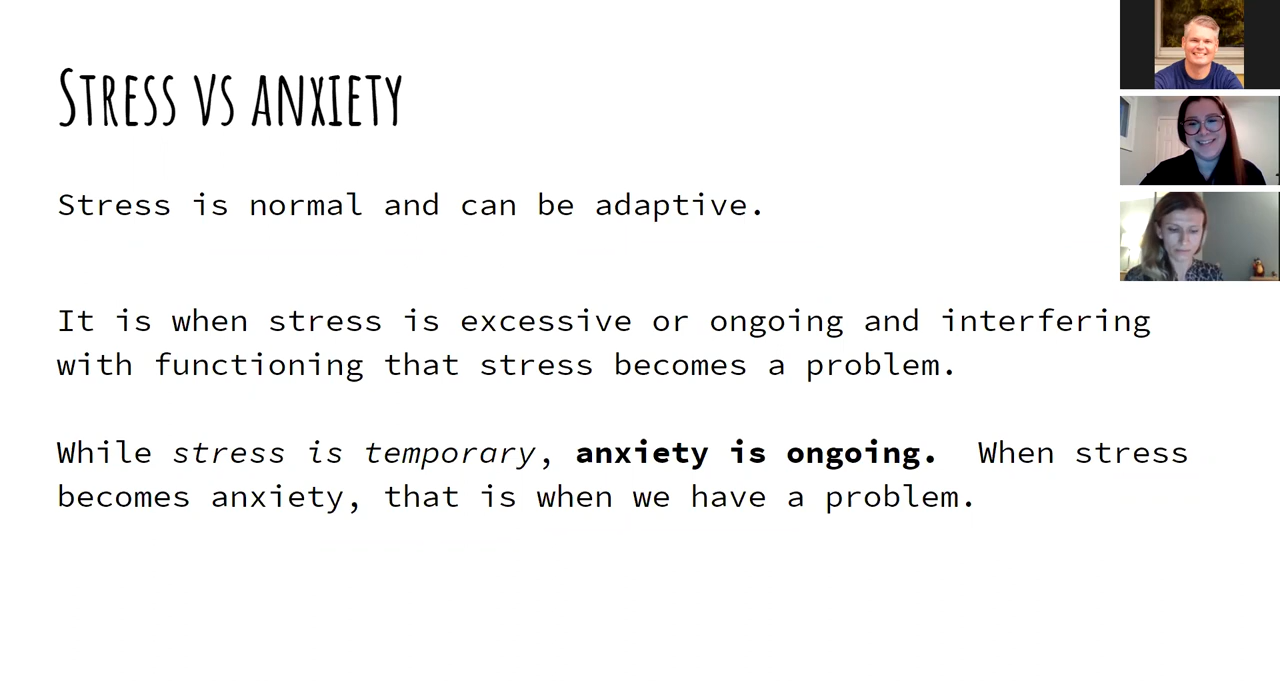 Stress vs anxiety
Stress is normal and can be adaptive.
It is when stress is excessive or ongoing and interfering
with functioning that stress becomes a problem.
While stress is temporary, anxiety is ongoing.  When stress
becomes anxiety, that is when we have a problem.